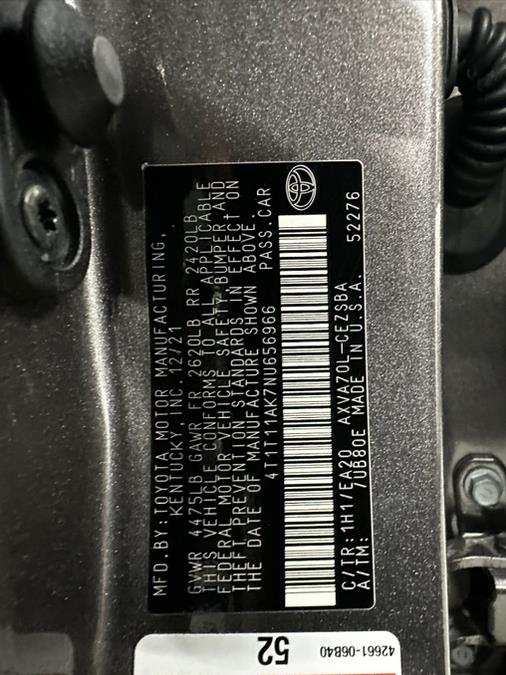 MFD. BY: TOYOTA MOTOR MANUFACTURING,
KENTUCKY, INC. 12/21
GVWR 4475LB GAWR FR 2620LB RR 2420LB
THIS VEHICLE CONFORMS TO ALL APPLICABLE
FEDERAL MOTOR VEHICLE SAFETY, BUMPER AND
THEFT PREVENTION STANDARDS IN EFFECT ON
THE DATE OF MANUFACTURE SHOWN ABOVE.
4T1T11AK7NU656966 PASS.CAR
C/TR: 1H1/EA20 AXVA70L-CEZSBA
A/TM: 7UB80E MADE IN U.S.A. 52276
52
42661-06B40